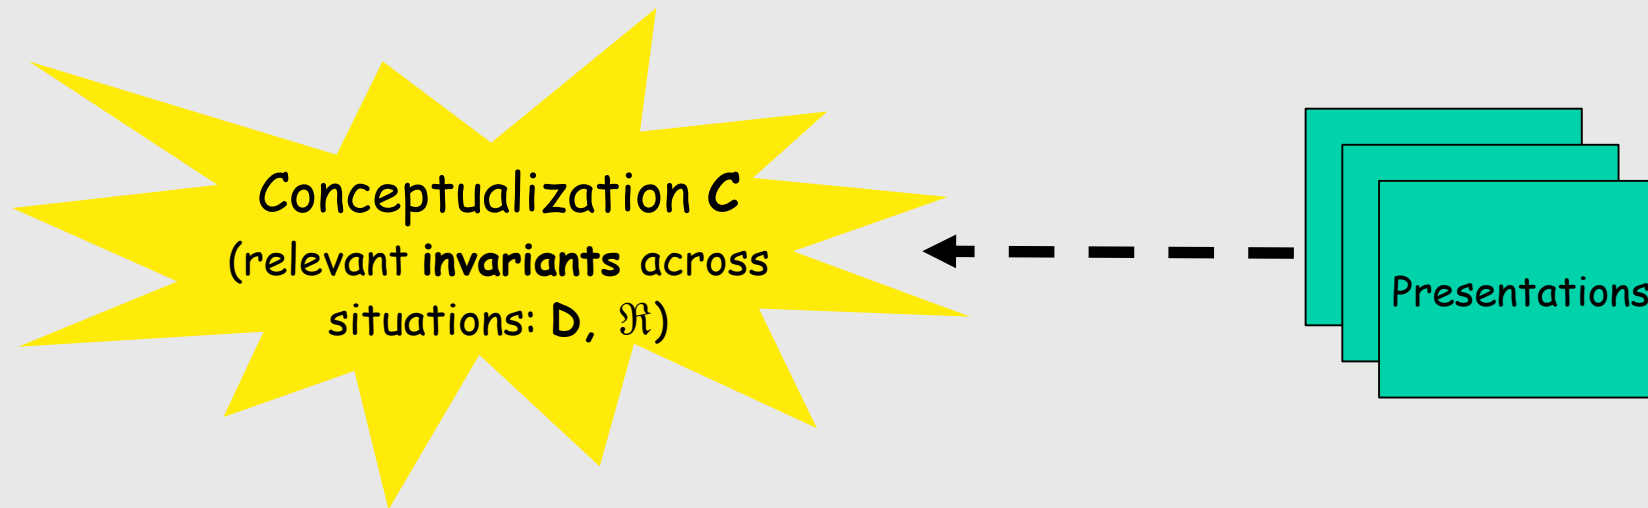 Conceptualization C
(relevant invariants across
situations: D, ℜ)
Presentations